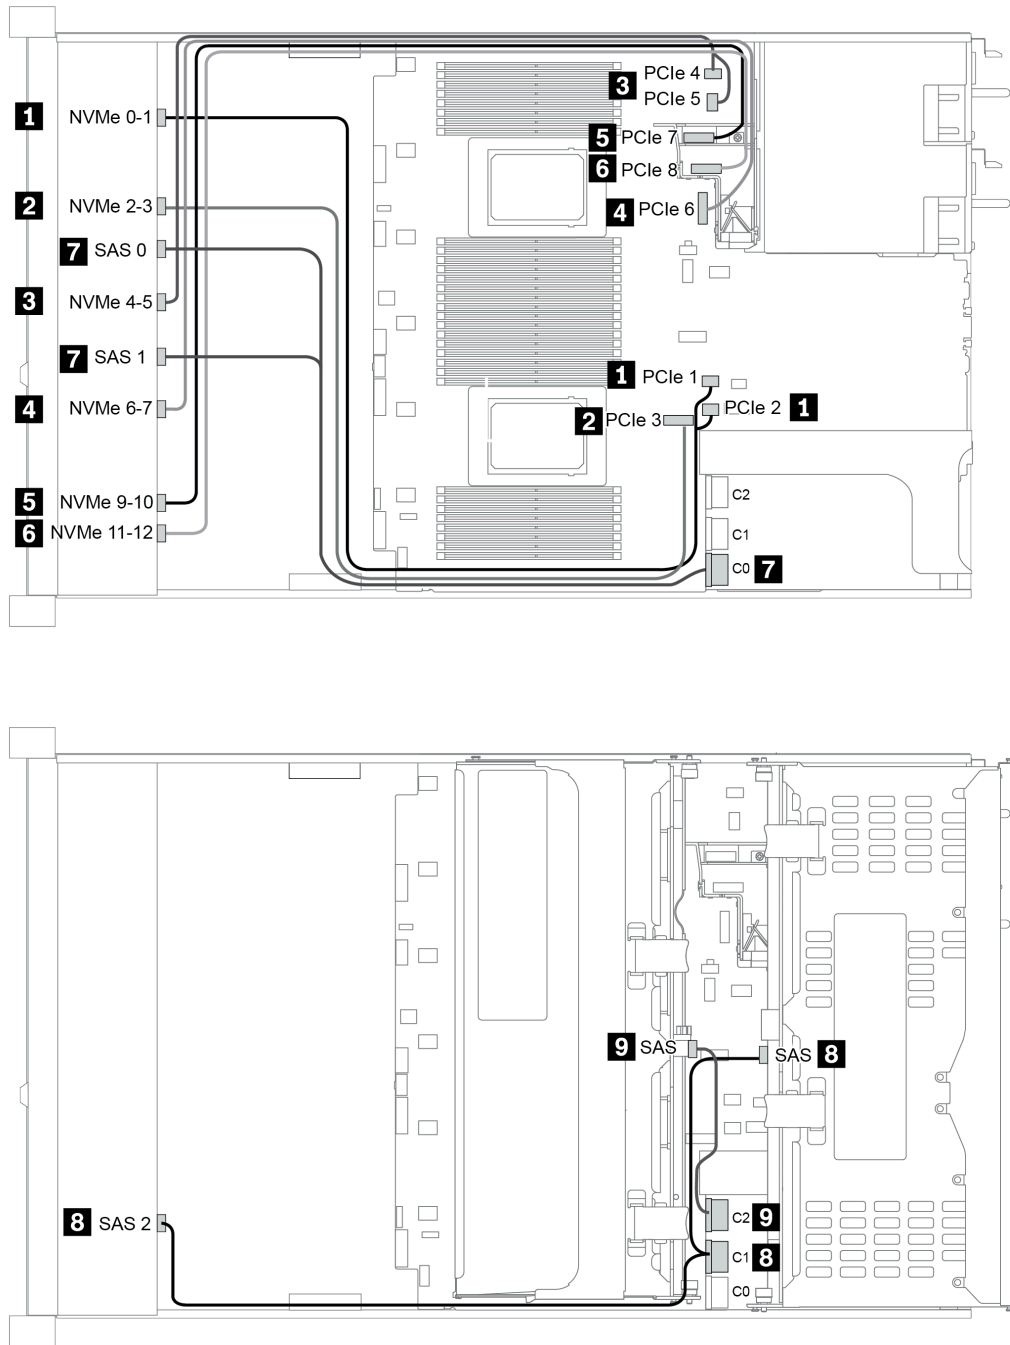 3 PCIe 4
PCIe 5
1 NVMe 0-1
5 PCIe 7
6 PCIe 8
2 NVMe 2-3
4 PCIe 6
7 SAS 0
3 NVMe 4-5
7 SAS 1
1 PCIe 1
4 NVMe 6-7
PCIe 2 1
2 PCIe 3
C2
5 NVMe 9-10
6 NVMe 11-12
C1
C0 7
9 SAS
SAS 8
8 SAS 2
C2 9
C1 8
C0